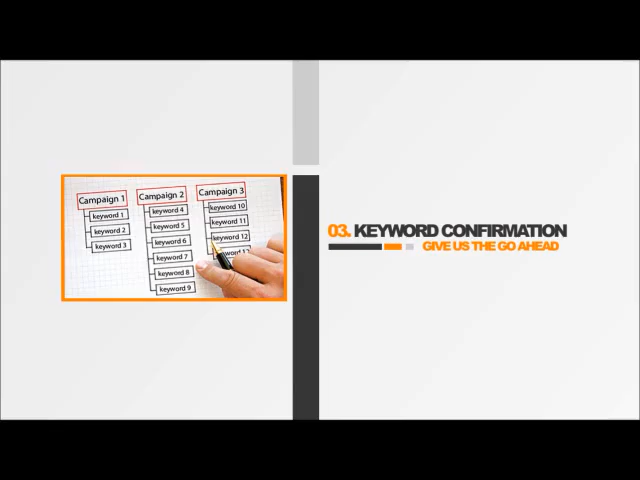 Campaign 1
keyword 1
keyword 2
keyword 3
Campaign 2
keyword 4
keyword 5
keyword 6
keyword 7
keyword 8
keyword 9
Campaign 3
keyword 10
keyword 11
keyword 12
03. KEYWORD CONFIRMATION
GIVE US THE GO AHEAD